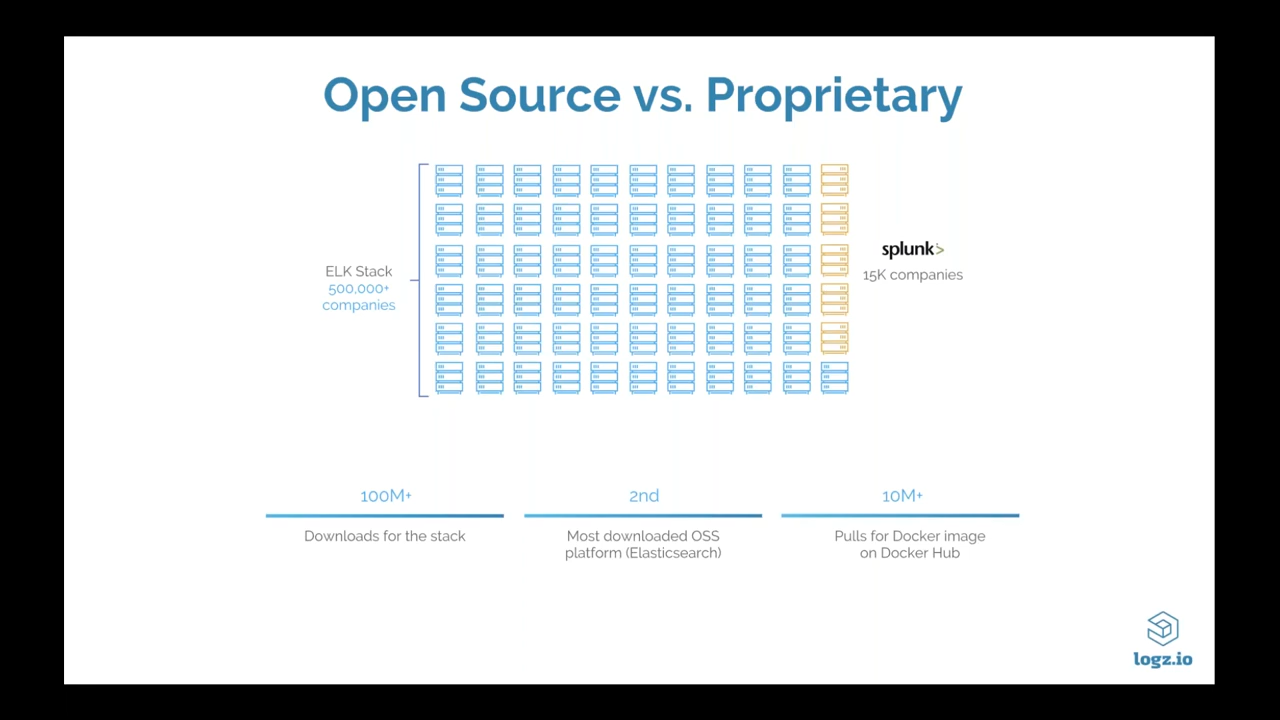 Open Source vs. Proprietary
ELK Stack
500,000+
companies
splunk>
15K companies
100M+
Downloads for the stack
2nd
Most downloaded OSS
platform (Elasticsearch)
10M+
Pulls for Docker image
on Docker Hub
logz.io